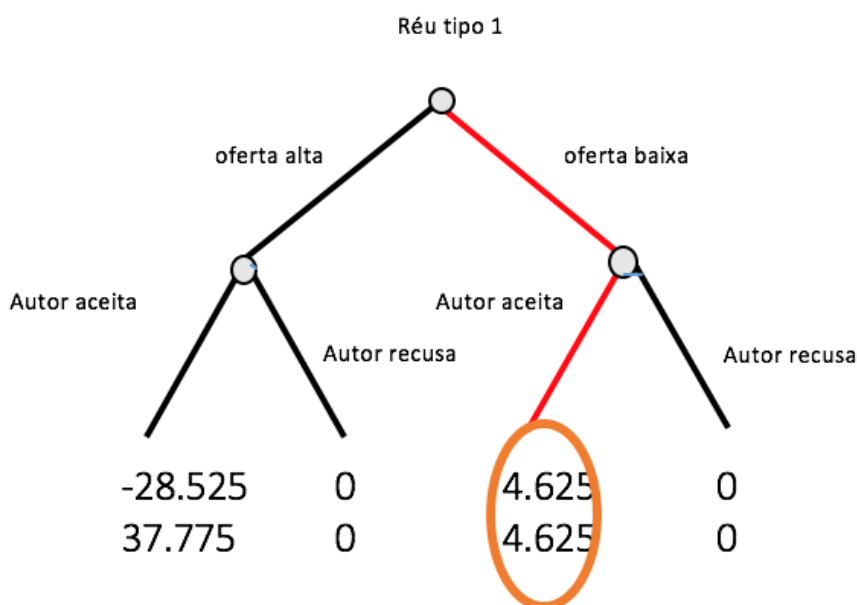 Réu tipo 1
oferta alta
oferta baixa
Autor aceita
Autor aceita
Autor recusa
Autor recusa
-28.525 0 4.625 0
37.775 0 4.625 0